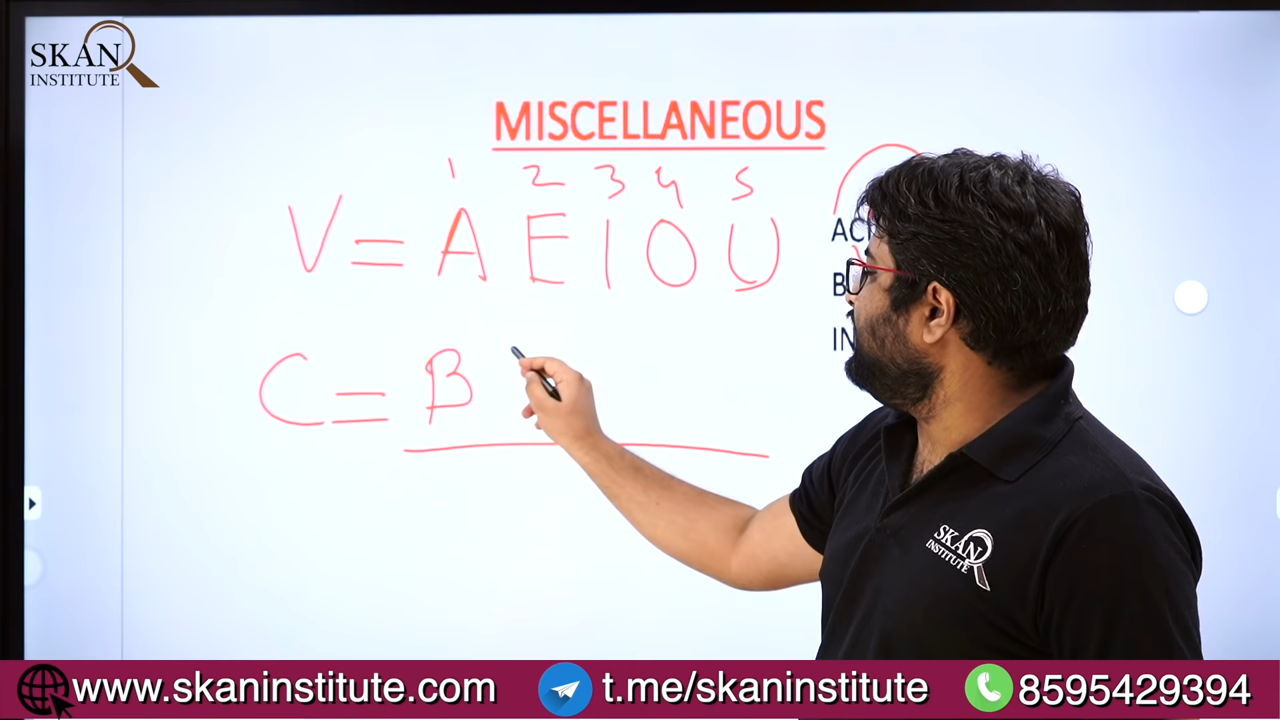 SKAN
INSTITUTE
MISCELLANEOUS
1 2 3 4 5
V = A E I O U
C = B
SKAN
INSTITUTE
www.skaninstitute.com
t.me/skaninstitute
8595429394